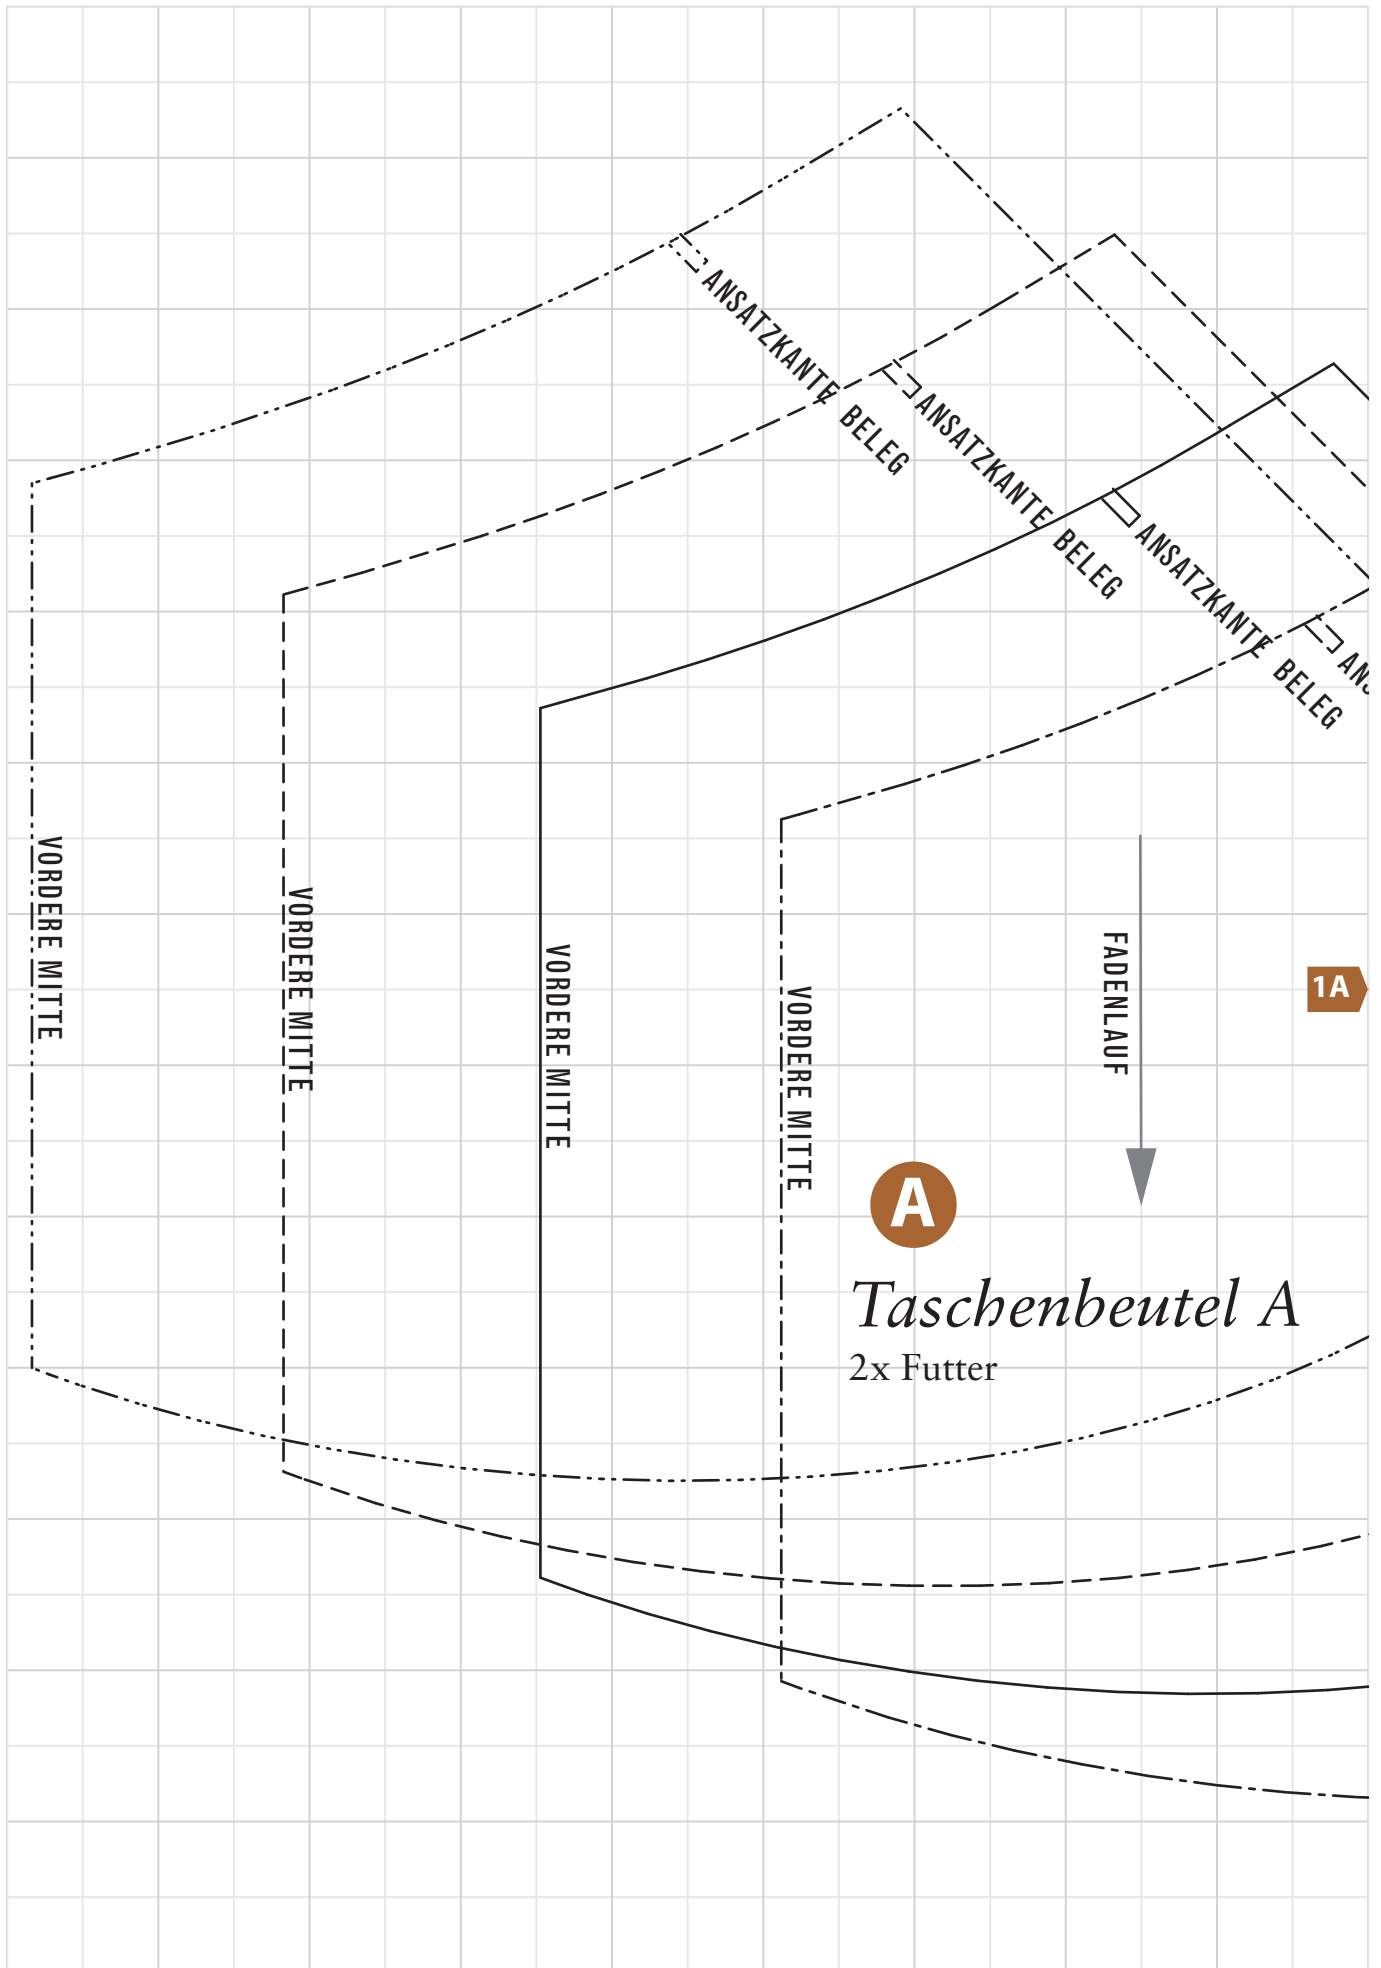 ANSATZKANTE BELEG
ANSATZKANTE BELEG
ANSATZKANTE BELEG
VORDERE MITTE
VORDERE MITTE
VORDERE MITTE
VORDERE MITTE
FADENLAUF
1A
A
Taschenbeutel A
2x Futter